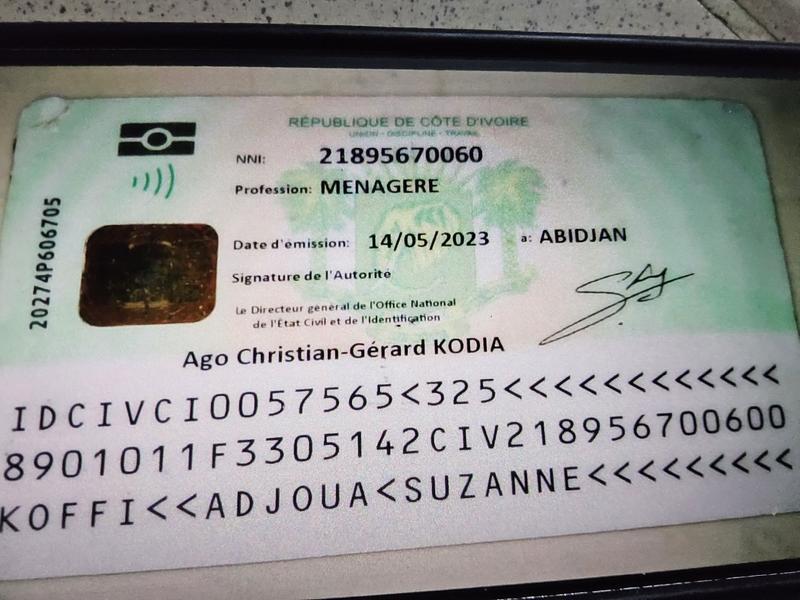 RÉPUBLIQUE DE CÔTE D'IVOIRE
UNION - DISCIPLINE - TRAVAIL
NNI: 21895670060
Profession: MENAGERE
20274P606705
Date d'émission: 14/05/2023 à: ABIDJAN
Signature de l'Autorité
Le Directeur général de l'Office National
de l'État Civil et de l'Identification
Ago Christian-Gérard KODIA
IDCIVCI0057565<325<<<<<<<<<<<<
8901011F3305142CIV218956700600
KOFFI<<ADJOUA<SUZANNE<<<<<<<<<